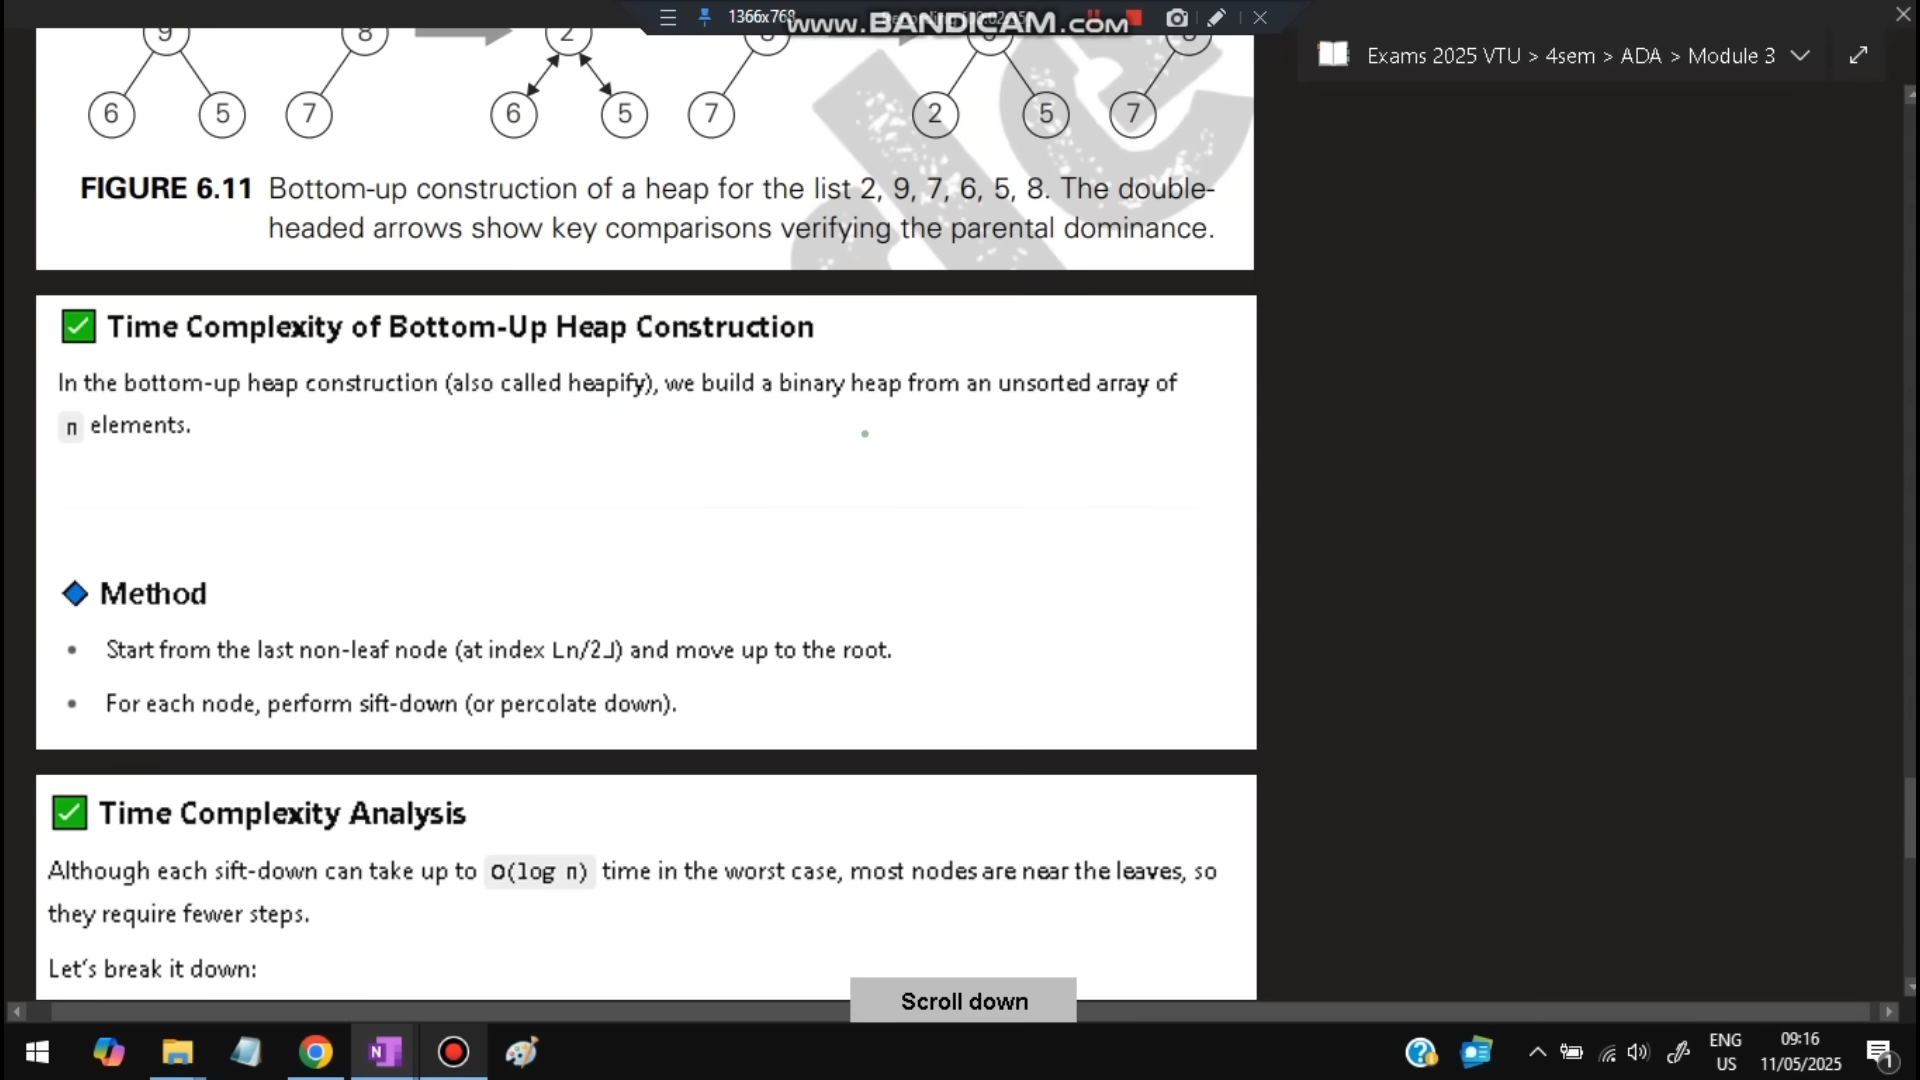 1366x768
www.BANDICAM.com
Exams 2025 VTU > 4sem > ADA > Module 3
9 8 2
6 5 7 6 5 7 2 5 7
FIGURE 6.11 Bottom-up construction of a heap for the list 2, 9, 7, 6, 5, 8. The double-
headed arrows show key comparisons verifying the parental dominance.
Time Complexity of Bottom-Up Heap Construction
In the bottom-up heap construction (also called heapify), we build a binary heap from an unsorted array of
n elements.
Method
• Start from the last non-leaf node (at index ⌊n/2⌋) and move up to the root.
• For each node, perform sift-down (or percolate down).
Time Complexity Analysis
Although each sift-down can take up to O(log n) time in the worst case, most nodes are near the leaves, so
they require fewer steps.
Let's break it down:
Scroll down
N
ENG
US
09:16
11/05/2025
1